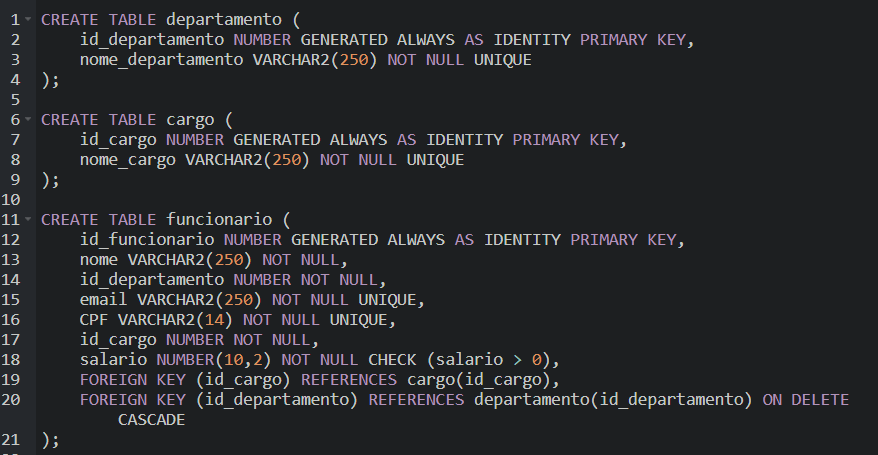 1 CREATE TABLE departamento (
2     id_departamento NUMBER GENERATED ALWAYS AS IDENTITY PRIMARY KEY,
3     nome_departamento VARCHAR2(250) NOT NULL UNIQUE
4 );
5
6 CREATE TABLE cargo (
7     id_cargo NUMBER GENERATED ALWAYS AS IDENTITY PRIMARY KEY,
8     nome_cargo VARCHAR2(250) NOT NULL UNIQUE
9 );
10
11 CREATE TABLE funcionario (
12     id_funcionario NUMBER GENERATED ALWAYS AS IDENTITY PRIMARY KEY,
13     nome VARCHAR2(250) NOT NULL,
14     id_departamento NUMBER NOT NULL,
15     email VARCHAR2(250) NOT NULL UNIQUE,
16     CPF VARCHAR2(14) NOT NULL UNIQUE,
17     id_cargo NUMBER NOT NULL,
18     salario NUMBER(10,2) NOT NULL CHECK (salario > 0),
19     FOREIGN KEY (id_cargo) REFERENCES cargo(id_cargo),
20     FOREIGN KEY (id_departamento) REFERENCES departamento(id_departamento) ON DELETE
        CASCADE
21 );